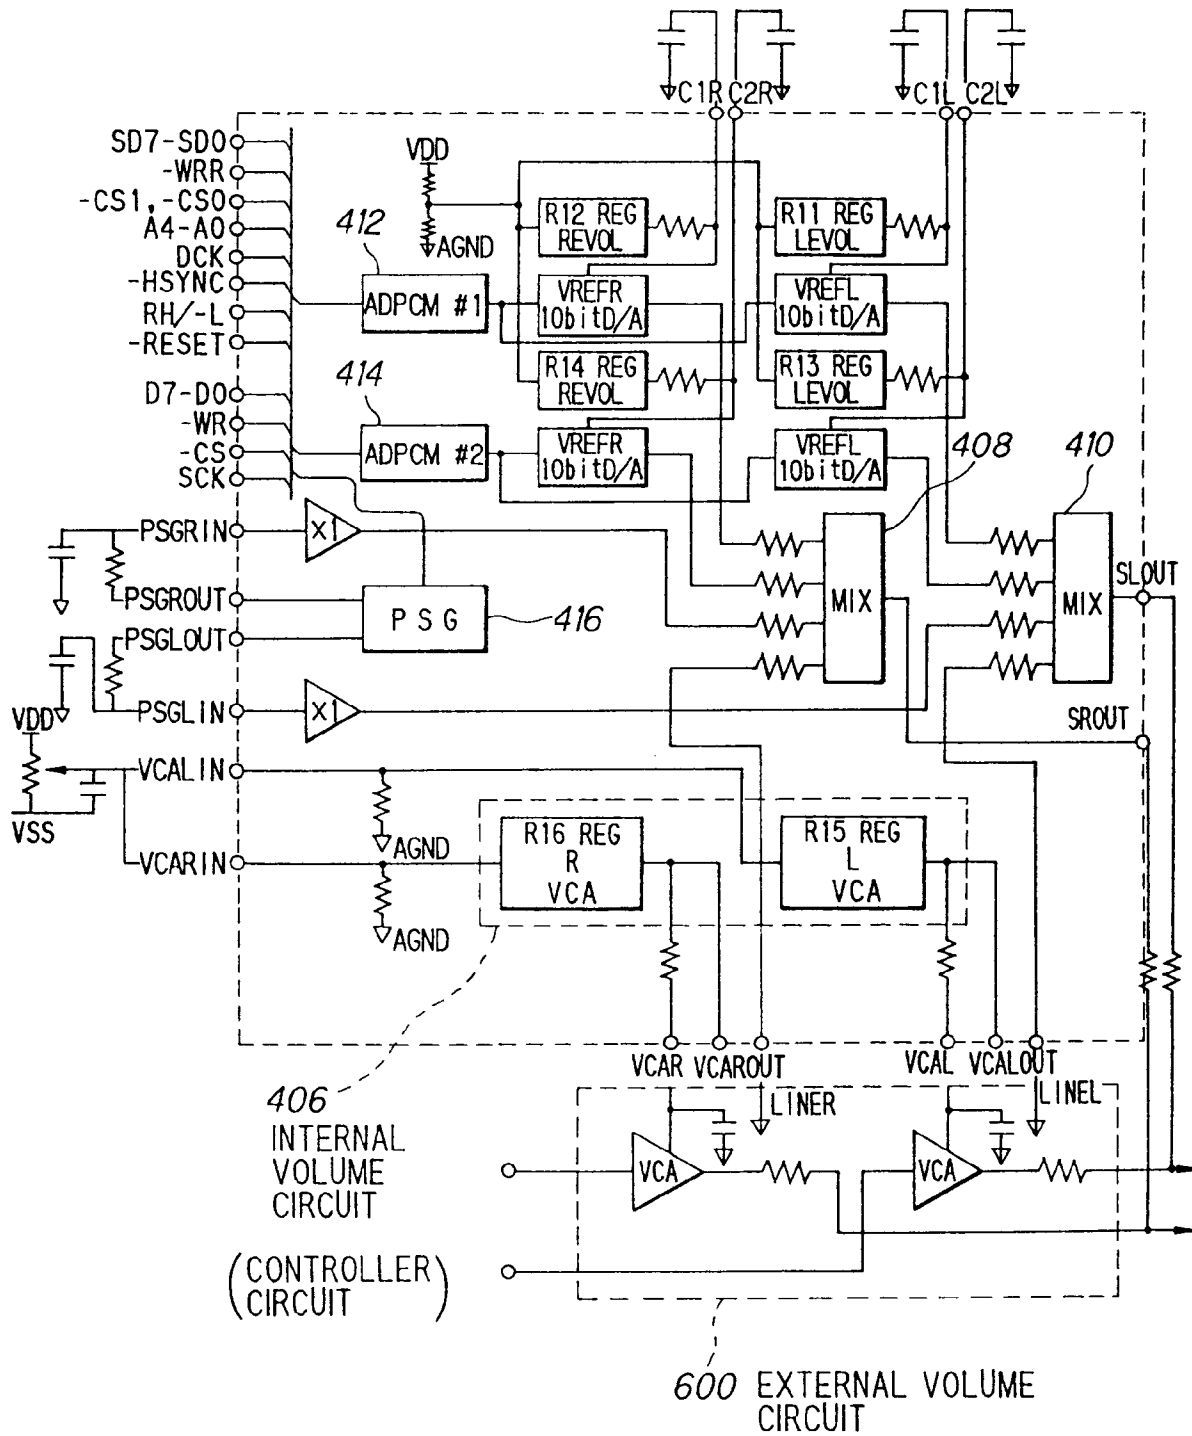 C1R C2R C1L C2L
SD7-SD0
-WRR
-CS1,-CS0
A4-A0
DCK
-HSYNC
RH/-L
-RESET
D7-D0
-WR
-CS
SCK
VDD
AGND
412
ADPCM #1
414
ADPCM #2
R12 REG
REVOL
R11 REG
LEVOL
VREFR
10bitD/A
VREFL
10bitD/A
R14 REG
REVOL
R13 REG
LEVOL
VREFR
10bitD/A
VREFL
10bitD/A
408
410
PSGRIN
X1
PSGROUT
PSGLOUT
PSG
416
MIX
MIX
SLOUT
PSGLIN
X1
SROUT
VDD
VSS
VCALIN
AGND
VCARIN
AGND
R16 REG
R
VCA
R15 REG
L
VCA
VCAR
VCAROUT
VCAL
VCALOUT
LINER
LINEL
406
INTERNAL
VOLUME
CIRCUIT
VCA
VCA
(CONTROLLER
CIRCUIT)
600 EXTERNAL VOLUME
CIRCUIT